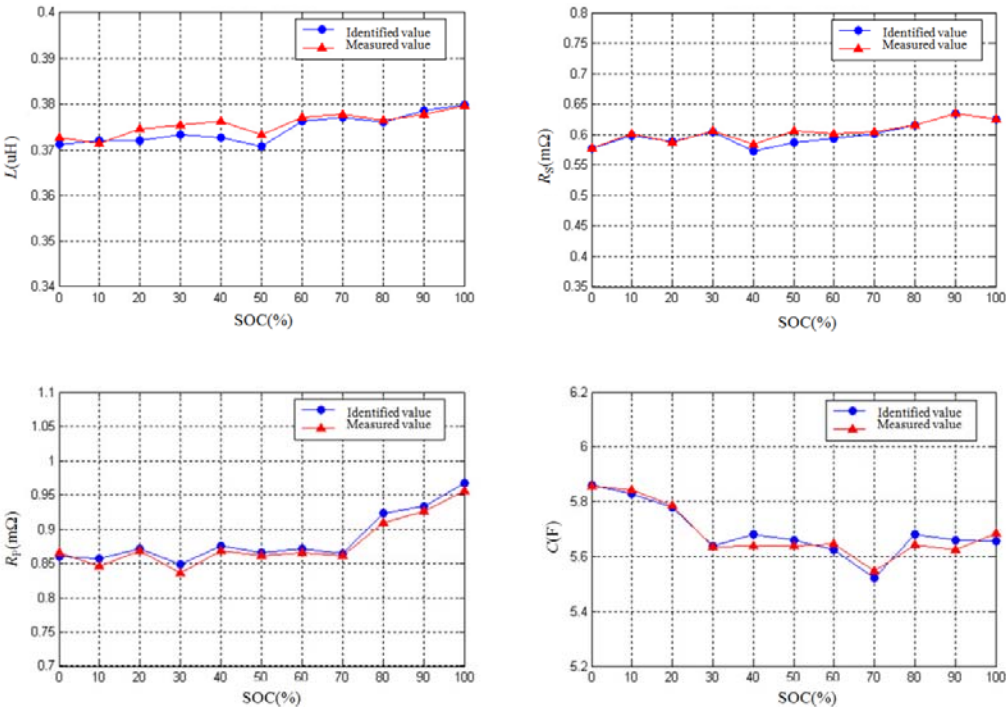 0.4
0.39
0.38
0.37
0.36
0.35
0.34
L(uH)
Identified value
Measured value
0 10 20 30 40 50 60 70 80 90 100
SOC(%)
0.8
0.75
0.7
0.65
0.6
0.55
0.5
0.45
0.4
0.35
RS(mΩ)
Identified value
Measured value
0 10 20 30 40 50 60 70 80 90 100
SOC(%)
1.1
1.05
1
0.95
0.9
0.85
0.8
0.75
0.7
RP(mΩ)
Identified value
Measured value
0 10 20 30 40 50 60 70 80 90 100
SOC(%)
6.2
6
5.8
5.6
5.4
5.2
C(F)
Identified value
Measured value
0 10 20 30 40 50 60 70 80 90 100
SOC(%)